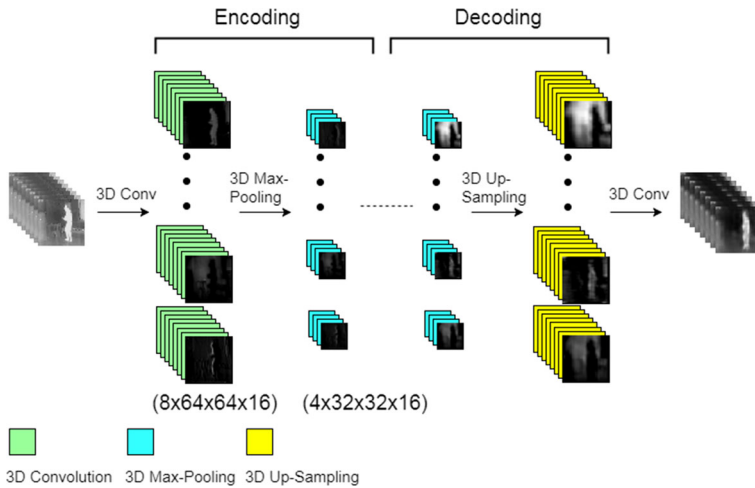 Encoding
Decoding
3D Conv
3D Max-
Pooling
3D Up-
Sampling
3D Conv
(8x64x64x16)
(4x32x32x16)
3D Convolution
3D Max-Pooling
3D Up-Sampling